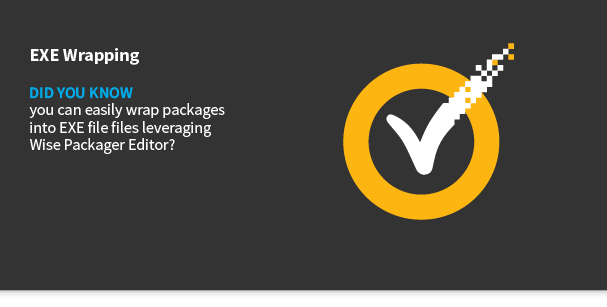 EXE Wrapping
DID YOU KNOW
you can easily wrap packages
into EXE file files leveraging
Wise Packager Editor?